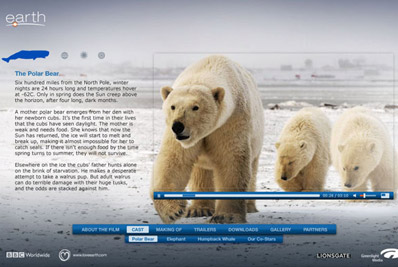 earth
The Polar Bear...
Six hundred miles from the North Pole, winter
nights are 24 hours long and temperatures hover
at -62C. Only in spring does the Sun creep above
the horizon, after four long, dark months.
A mother polar bear emerges from her den with
her newborn cubs. It's the first time in their lives
that the cubs have seen daylight. The mother is
weak and needs food. She knows that now the
Sun has returned, the ice will start to melt and
break up, making it almost impossible for her to
catch seals. If there isn't enough food by the time
spring turns to summer, they will not survive.
Elsewhere on the ice the cubs' father hunts alone
on the brink of starvation. He makes a desperate
attempt to take a walrus pup. But adult walrus
can do terrible damage with their huge tusks,
and the odds are stacked against him.
ABOUT THE FILM CAST MAKING OF TRAILERS DOWNLOADS GALLERY PARTNERS
Polar Bear Elephant Humpback Whale Our Co-Stars
BBC Worldwide www.loveearth.com LIONSGATE Greenlight Media